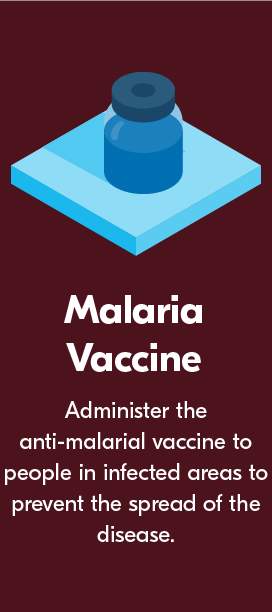 Malaria
Vaccine
Administer the
anti-malarial vaccine to
people in infected areas to
prevent the spread of the
disease.